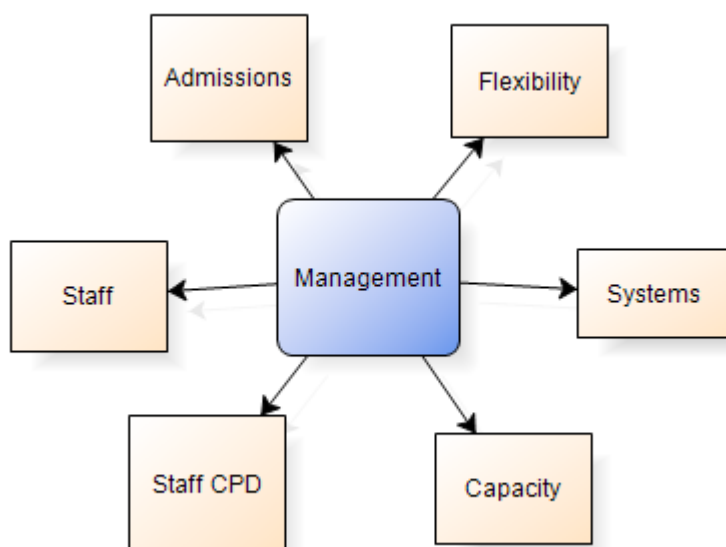 Admissions
Flexibility
Management
Staff
Systems
Staff CPD
Capacity